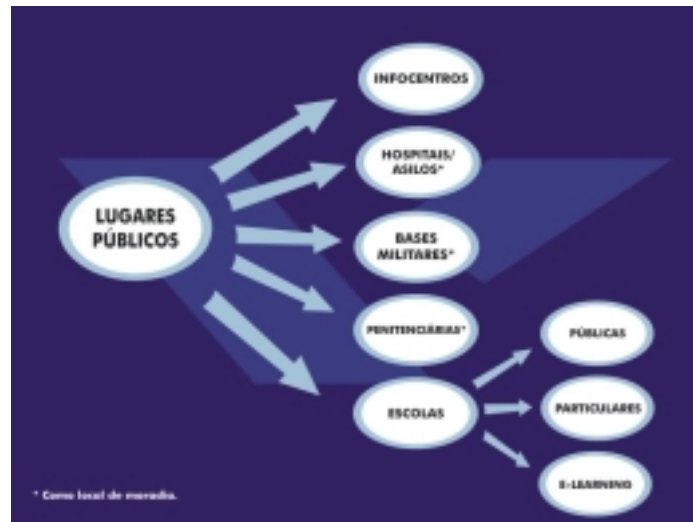 INFOCENTROS
HOSPITAIS/
ASILOS*
LUGARES
PÚBLICOS
BASES
MILITARES*
PENITENCIÁRIAS*
ESCOLAS
PÚBLICAS
PARTICULARES
E-LEARNING
* Como local de moradia.